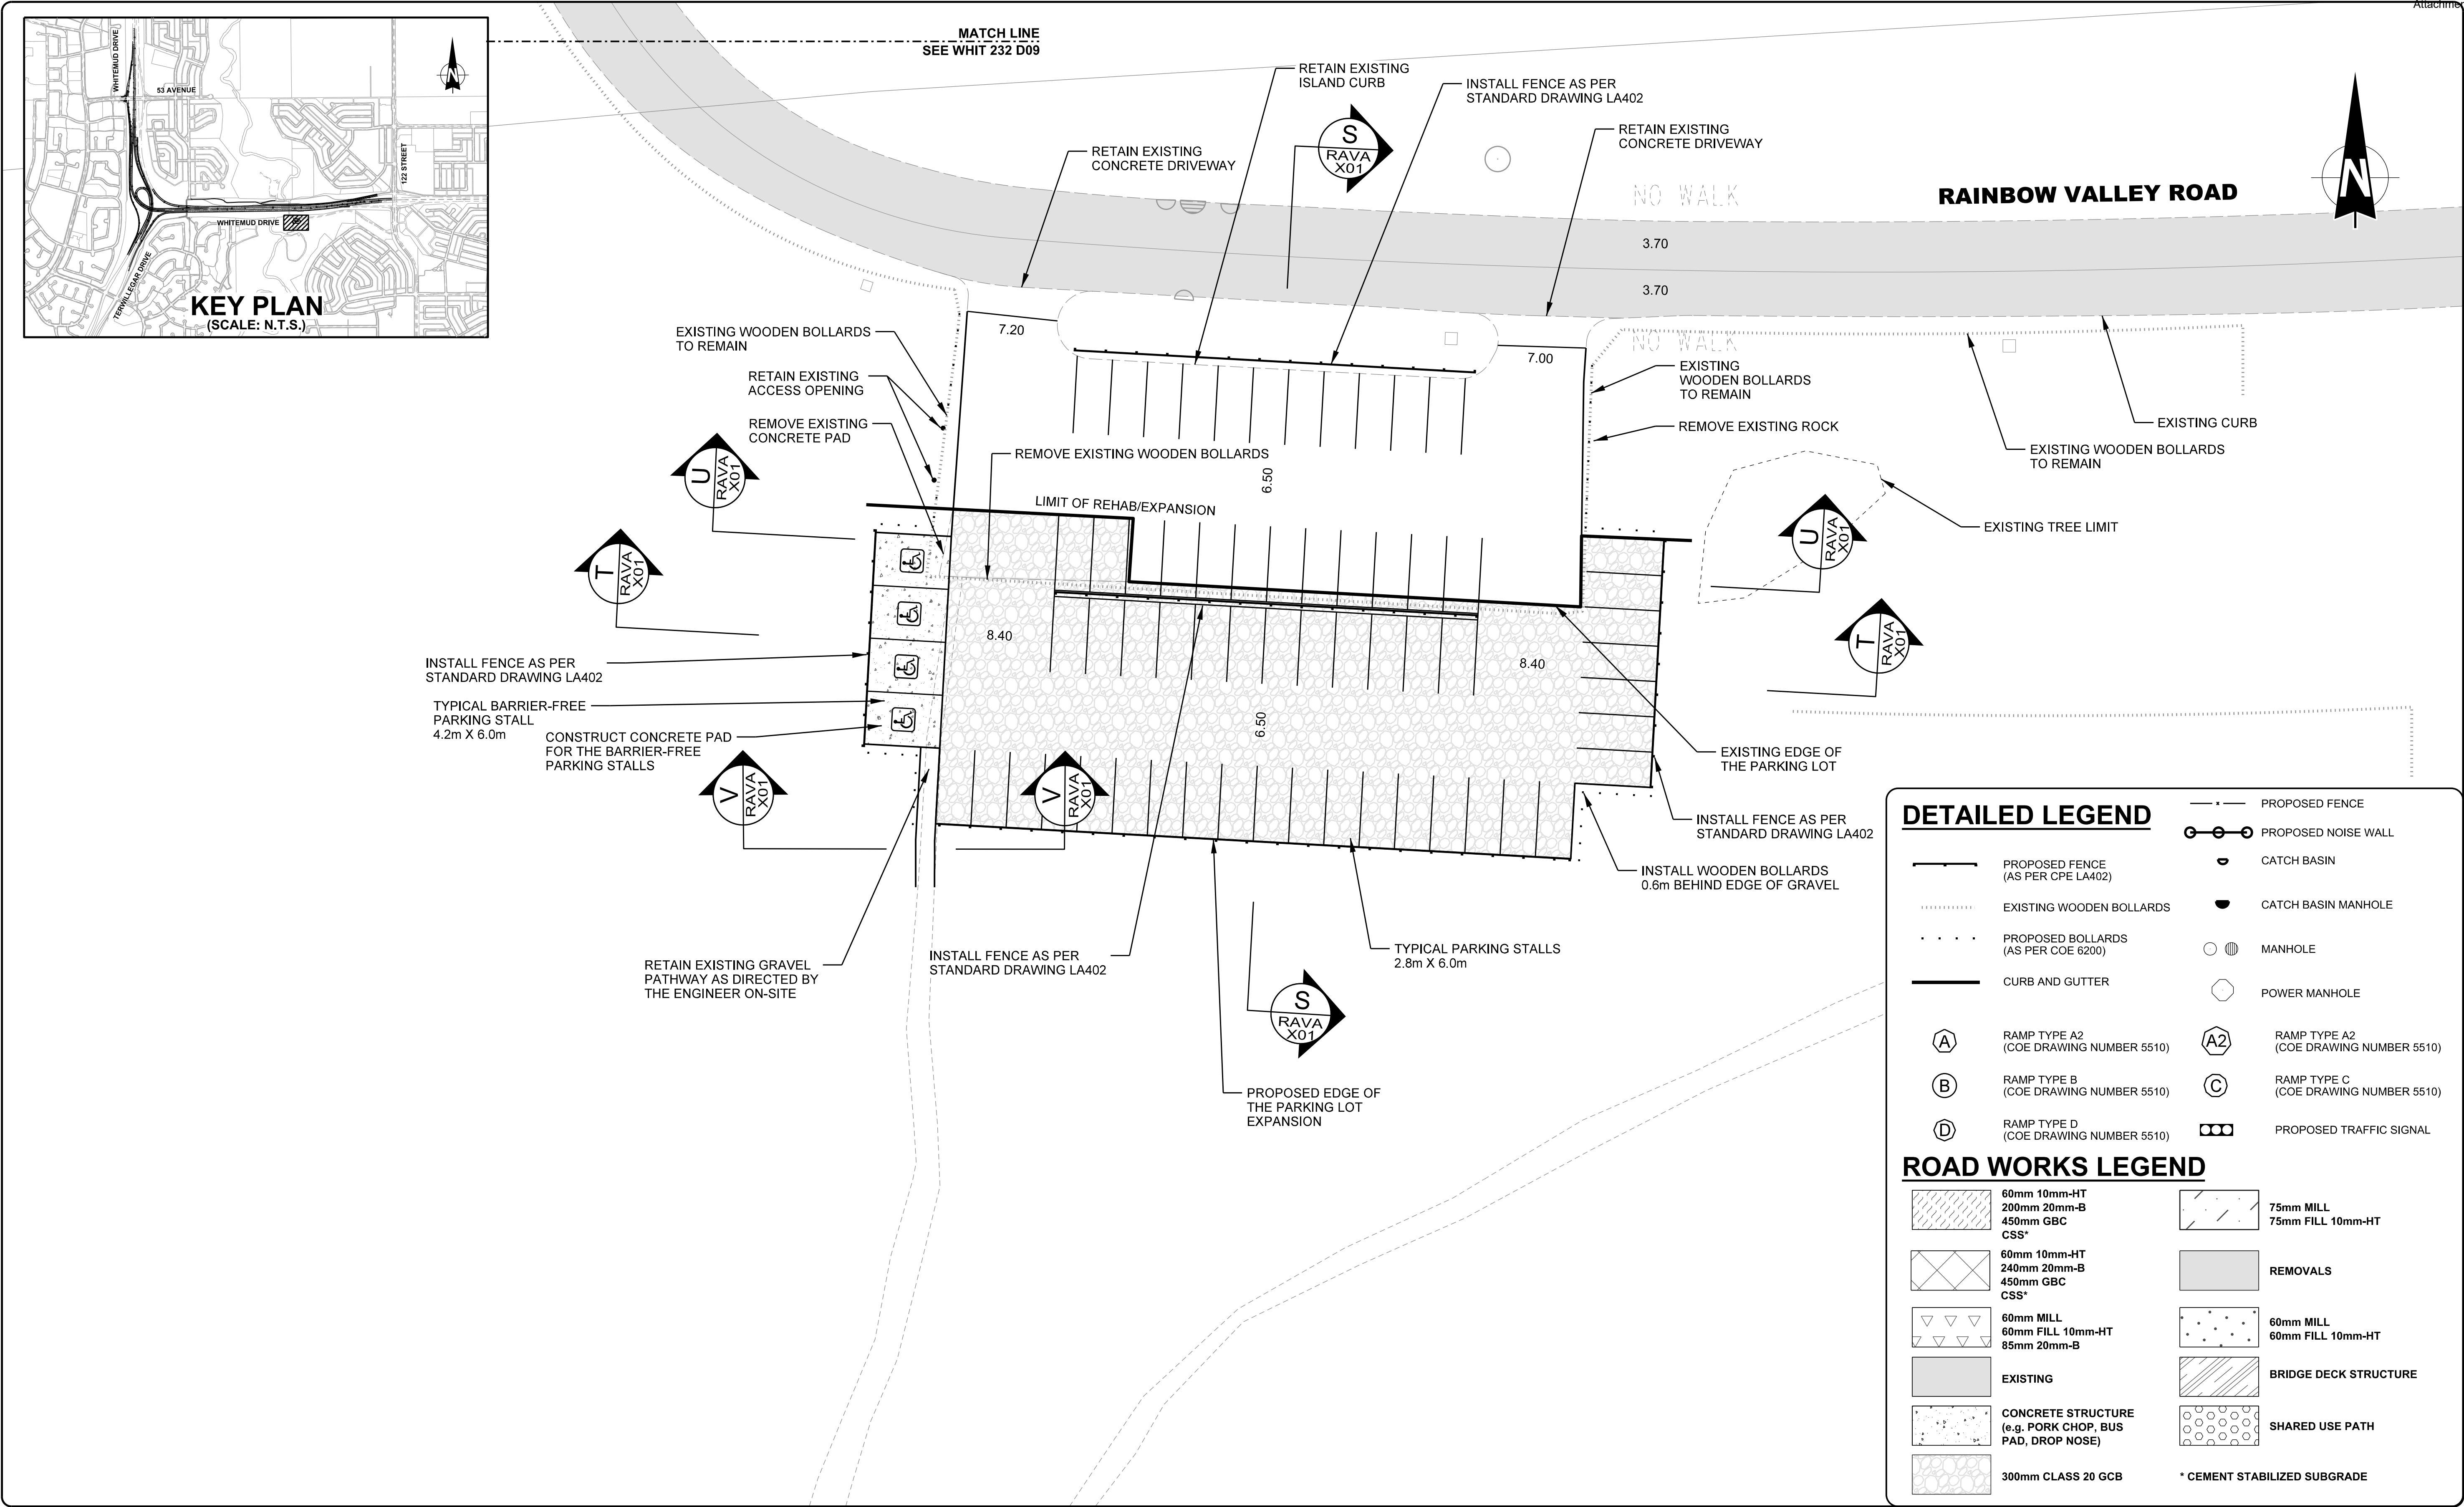 Attachmen
MATCH LINE
SEE WHIT 232 D09
WHITEMUD DRIVE
53 AVENUE
N
122 STREET
WHITEMUD DRIVE
TERWILLEGAR DRIVE
KEY PLAN
(SCALE: N.T.S.)
RETAIN EXISTING
ISLAND CURB
INSTALL FENCE AS PER
STANDARD DRAWING LA402
RETAIN EXISTING
CONCRETE DRIVEWAY
RETAIN EXISTING
CONCRETE DRIVEWAY
S
RAVA
X01
NO WALK
RAINBOW VALLEY ROAD
N
3.70
3.70
NO WALK
7.20
7.00
EXISTING WOODEN BOLLARDS
TO REMAIN
RETAIN EXISTING
ACCESS OPENING
REMOVE EXISTING
CONCRETE PAD
REMOVE EXISTING WOODEN BOLLARDS
6.50
LIMIT OF REHAB/EXPANSION
EXISTING
WOODEN BOLLARDS
TO REMAIN
REMOVE EXISTING ROCK
EXISTING CURB
EXISTING WOODEN BOLLARDS
TO REMAIN
EXISTING TREE LIMIT
U
RAVA
X01
T
RAVA
X01
U
RAVA
X01
T
RAVA
X01
8.40
8.40
6.50
INSTALL FENCE AS PER
STANDARD DRAWING LA402
TYPICAL BARRIER-FREE
PARKING STALL
4.2m X 6.0m
CONSTRUCT CONCRETE PAD
FOR THE BARRIER-FREE
PARKING STALLS
V
RAVA
X01
V
RAVA
X01
EXISTING EDGE OF
THE PARKING LOT
INSTALL FENCE AS PER
STANDARD DRAWING LA402
INSTALL WOODEN BOLLARDS
0.6m BEHIND EDGE OF GRAVEL
RETAIN EXISTING GRAVEL
PATHWAY AS DIRECTED BY
THE ENGINEER ON-SITE
INSTALL FENCE AS PER
STANDARD DRAWING LA402
TYPICAL PARKING STALLS
2.8m X 6.0m
S
RAVA
X01
PROPOSED EDGE OF
THE PARKING LOT
EXPANSION
DETAILED LEGEND
PROPOSED FENCE
PROPOSED NOISE WALL
PROPOSED FENCE
(AS PER CPE LA402)
CATCH BASIN
EXISTING WOODEN BOLLARDS
CATCH BASIN MANHOLE
PROPOSED BOLLARDS
(AS PER COE 6200)
MANHOLE
CURB AND GUTTER
POWER MANHOLE
A
RAMP TYPE A2
(COE DRAWING NUMBER 5510)
A2
RAMP TYPE A2
(COE DRAWING NUMBER 5510)
B
RAMP TYPE B
(COE DRAWING NUMBER 5510)
C
RAMP TYPE C
(COE DRAWING NUMBER 5510)
D
RAMP TYPE D
(COE DRAWING NUMBER 5510)
PROPOSED TRAFFIC SIGNAL
ROAD WORKS LEGEND
60mm 10mm-HT
200mm 20mm-B
450mm GBC
CSS*
75mm MILL
75mm FILL 10mm-HT
60mm 10mm-HT
240mm 20mm-B
450mm GBC
CSS*
REMOVALS
60mm MILL
60mm FILL 10mm-HT
85mm 20mm-B
60mm MILL
60mm FILL 10mm-HT
EXISTING
BRIDGE DECK STRUCTURE
CONCRETE STRUCTURE
(e.g. PORK CHOP, BUS
PAD, DROP NOSE)
SHARED USE PATH
300mm CLASS 20 GCB
* CEMENT STABILIZED SUBGRADE